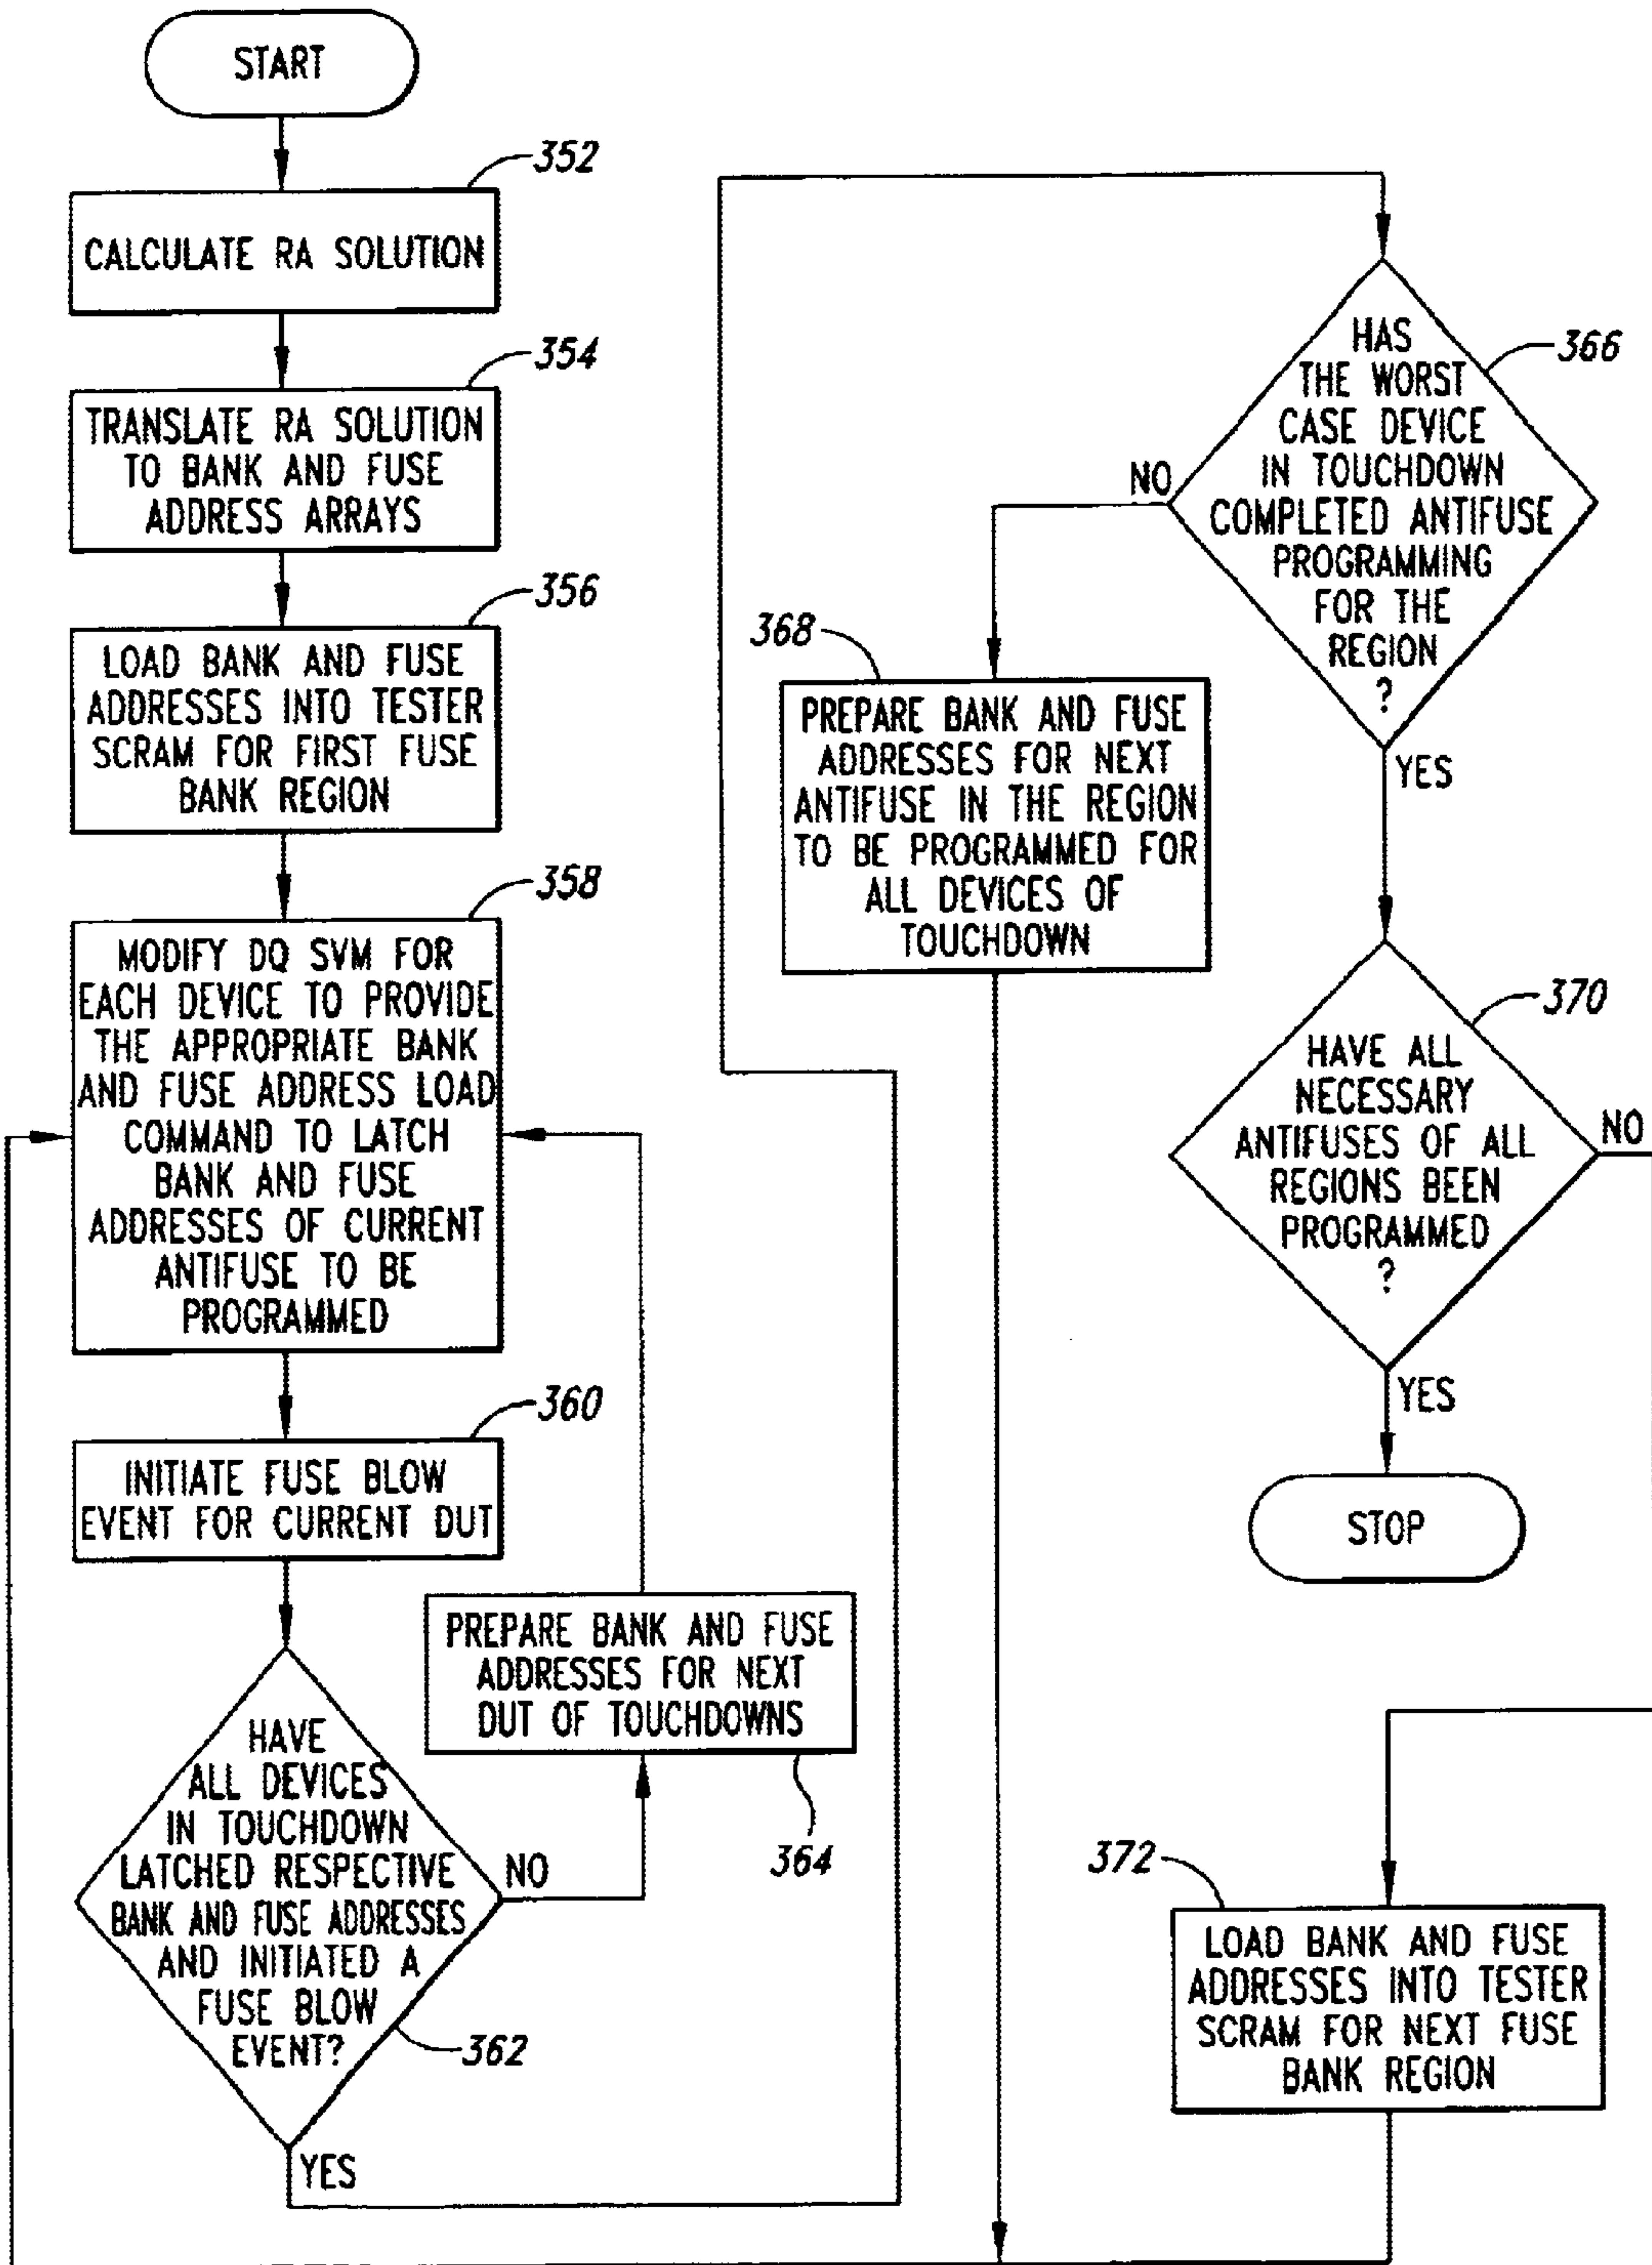 START
352
CALCULATE RA SOLUTION
354
TRANSLATE RA SOLUTION
TO BANK AND FUSE
ADDRESS ARRAYS
356
LOAD BANK AND FUSE
ADDRESSES INTO TESTER
SCRAM FOR FIRST FUSE
BANK REGION
358
MODIFY DQ SVM FOR
EACH DEVICE TO PROVIDE
THE APPROPRIATE BANK
AND FUSE ADDRESS LOAD
COMMAND TO LATCH
BANK AND FUSE
ADDRESSES OF CURRENT
ANTIFUSE TO BE
PROGRAMMED
360
INITIATE FUSE BLOW
EVENT FOR CURRENT DUT
HAVE
ALL DEVICES
IN TOUCHDOWN
LATCHED RESPECTIVE
BANK AND FUSE ADDRESSES
AND INITIATED A
FUSE BLOW
EVENT?
362
NO
YES
PREPARE BANK AND FUSE
ADDRESSES FOR NEXT
DUT OF TOUCHDOWNS
364
HAS
THE WORST
CASE DEVICE
IN TOUCHDOWN
COMPLETED ANTIFUSE
PROGRAMMING
FOR THE
REGION
?
366
NO
YES
368
PREPARE BANK AND FUSE
ADDRESSES FOR NEXT
ANTIFUSE IN THE REGION
TO BE PROGRAMMED FOR
ALL DEVICES OF
TOUCHDOWN
370
HAVE ALL
NECESSARY
ANTIFUSES OF ALL
REGIONS BEEN
PROGRAMMED
?
NO
YES
STOP
372
LOAD BANK AND FUSE
ADDRESSES INTO TESTER
SCRAM FOR NEXT FUSE
BANK REGION